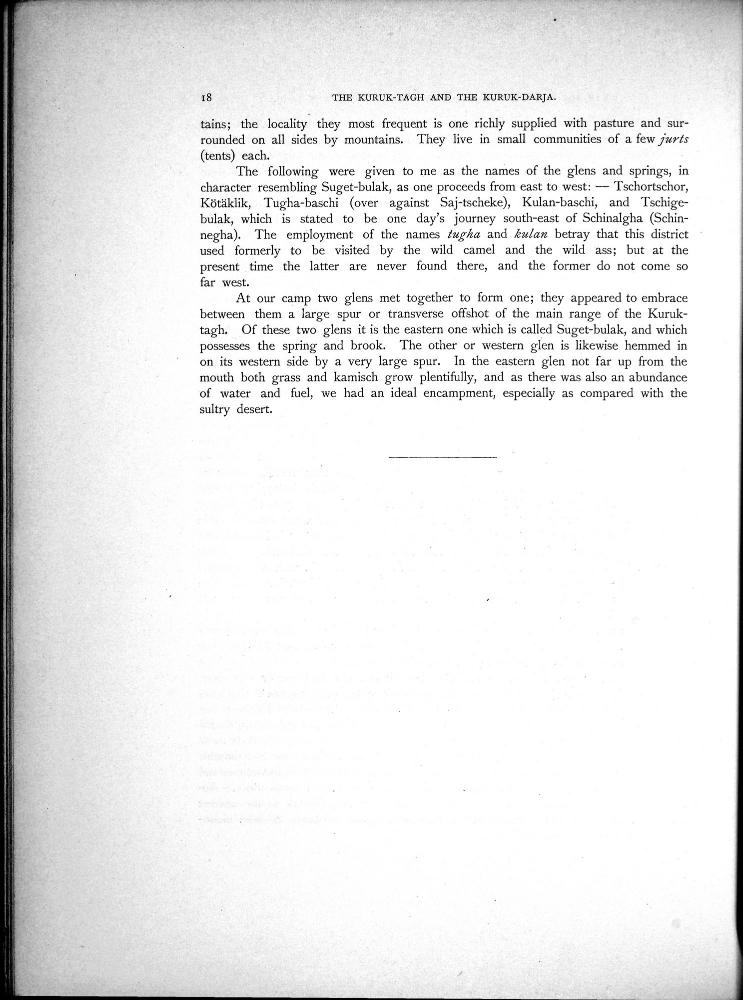 18 THE KURUK-TAGH AND THE KURUK-DARJA.
tains; the locality they most frequent is one richly supplied with pasture and sur-
rounded on all sides by mountains. They live in small communities of a few jurts
(tents) each.
The following were given to me as the names of the glens and springs, in
character resembling Suget-bulak, as one proceeds from east to west: — Tschortschor,
Kötäklik, Tugha-baschi (over against Saj-tscheke), Kulan-baschi, and Tschige-
bulak, which is stated to be one day's journey south-east of Schinalgha (Schin-
negha). The employment of the names tugha and kulan betray that this district
used formerly to be visited by the wild camel and the wild ass; but at the
present time the latter are never found there, and the former do not come so
far west.
At our camp two glens met together to form one; they appeared to embrace
between them a large spur or transverse offshot of the main range of the Kuruk-
tagh. Of these two glens it is the eastern one which is called Suget-bulak, and which
possesses the spring and brook. The other or western glen is likewise hemmed in
on its western side by a very large spur. In the eastern glen not far up from the
mouth both grass and kamisch grow plentifully, and as there was also an abundance
of water and fuel, we had an ideal encampment, especially as compared with the
sultry desert.